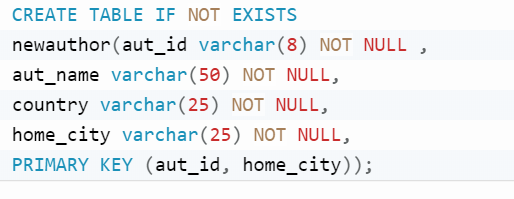 CREATE TABLE IF NOT EXISTS
newauthor(aut_id varchar(8) NOT NULL ,
aut_name varchar(50) NOT NULL,
country varchar(25) NOT NULL,
home_city varchar(25) NOT NULL,
PRIMARY KEY (aut_id, home_city));